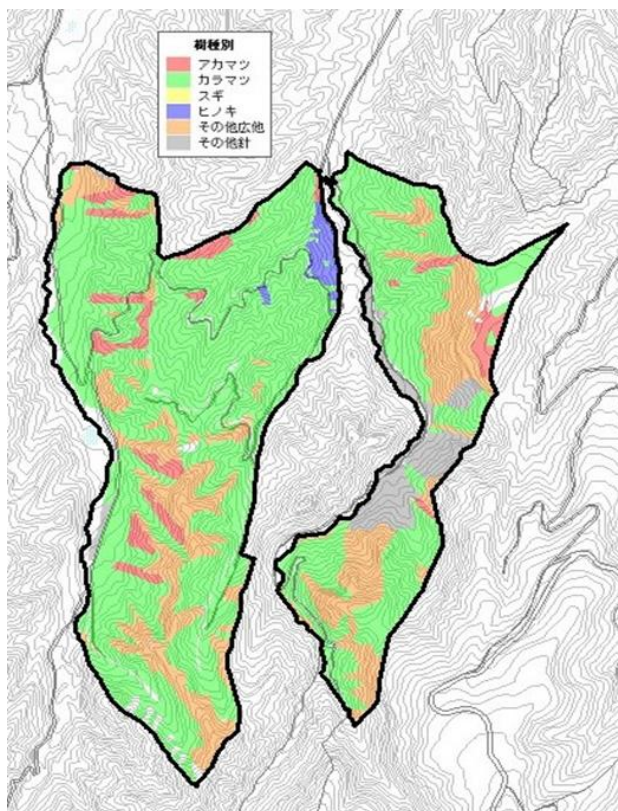 樹種別
アカマツ
カラマツ
スギ
ヒノキ
その他広他
その他針